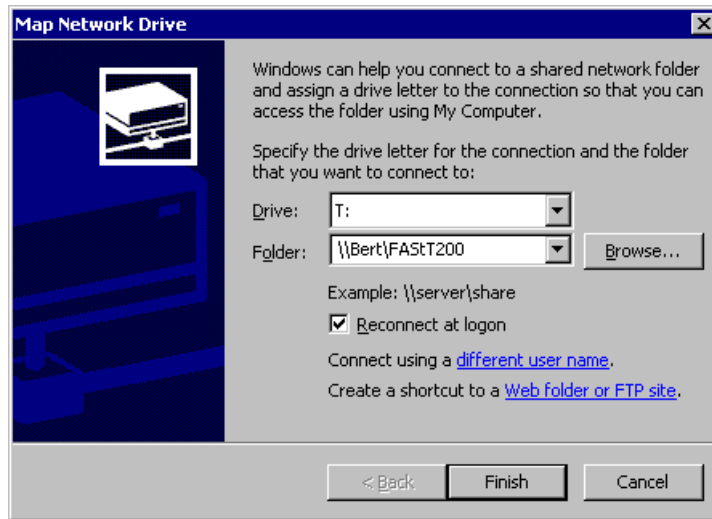 Map Network Drive
Windows can help you connect to a shared network folder
and assign a drive letter to the connection so that you can
access the folder using My Computer.
Specify the drive letter for the connection and the folder
that you want to connect to:
Drive: T:
Folder: \\Bert\FAStT200 Browse...
Example: \\server\share
Reconnect at logon
Connect using a different user name.
Create a shortcut to a Web folder or FTP site.
< Back Finish Cancel